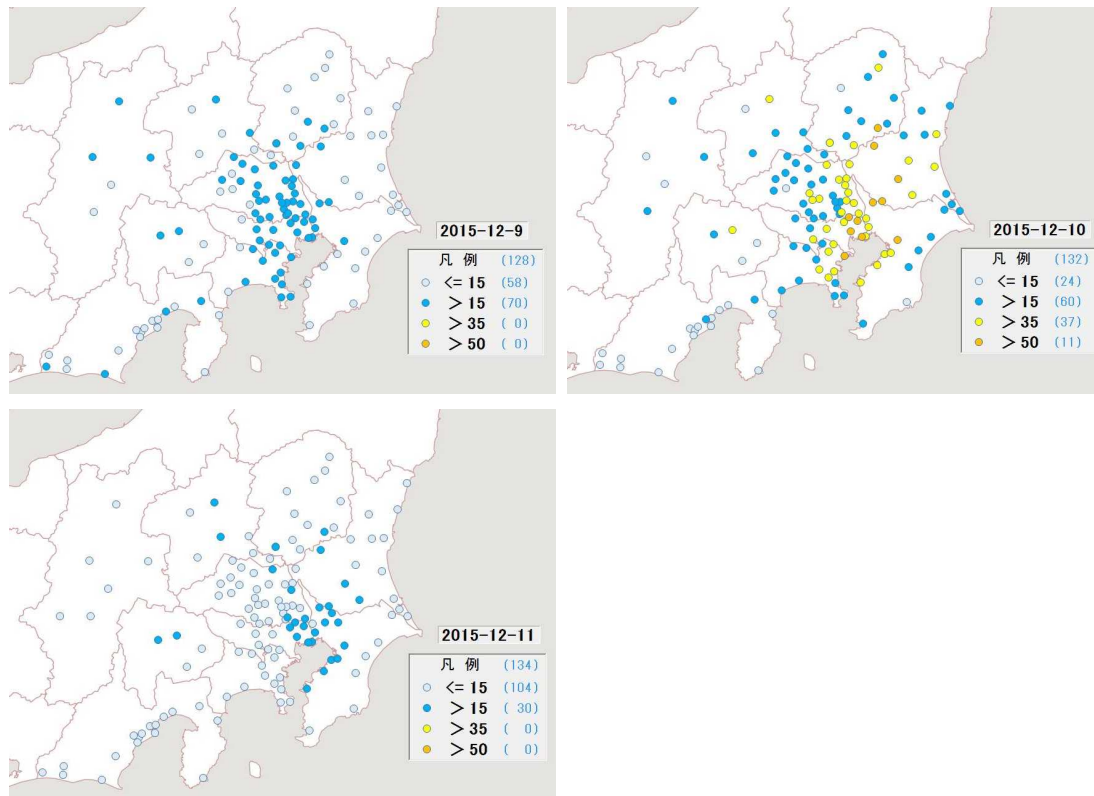 2015-12-9
凡 例 (128)
<= 15 (58)
> 15 (70)
> 35 ( 0)
> 50 ( 0)
2015-12-10
凡 例 (132)
<= 15 (24)
> 15 (60)
> 35 (37)
> 50 (11)
2015-12-11
凡 例 (134)
<= 15 (104)
> 15 ( 30)
> 35 ( 0)
> 50 ( 0)